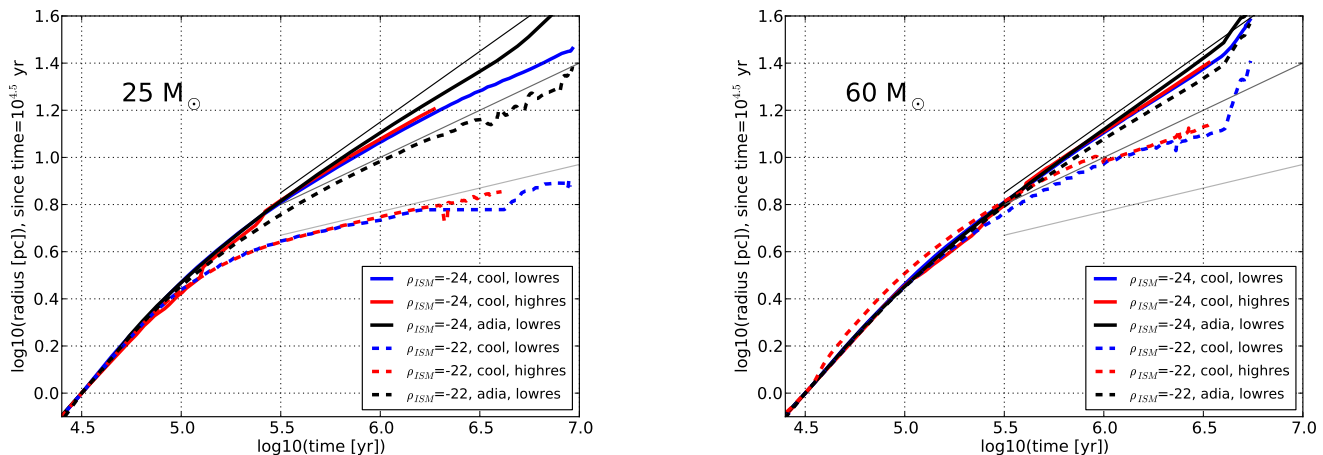 log10(radius [pc]), since time=10^4.5 yr
1.6
1.4
1.2
1.0
0.8
0.6
0.4
0.2
0.0
25 M⊙
ρISM=-24, cool, lowres
ρISM=-24, cool, highres
ρISM=-24, adia, lowres
ρISM=-22, cool, lowres
ρISM=-22, cool, highres
ρISM=-22, adia, lowres
4.5 5.0 5.5 6.0 6.5 7.0
log10(time [yr])
log10(radius [pc]), since time=10^4.5 yr
1.6
1.4
1.2
1.0
0.8
0.6
0.4
0.2
0.0
60 M⊙
ρISM=-24, cool, lowres
ρISM=-24, cool, highres
ρISM=-24, adia, lowres
ρISM=-22, cool, lowres
ρISM=-22, cool, highres
ρISM=-22, adia, lowres
4.5 5.0 5.5 6.0 6.5 7.0
log10(time [yr])